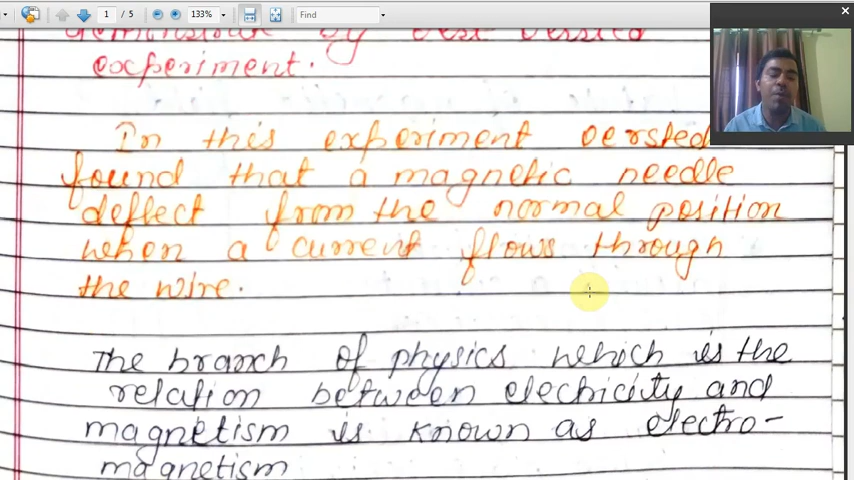 1 / 5
133%
Find
experiment.
In this experiment oersted
found that a magnetic needle
deflect from the normal position
when a current flows through
the wire.
The branch of physics which is the
relation between electricity and
magnetism is known as electro-
magnetism